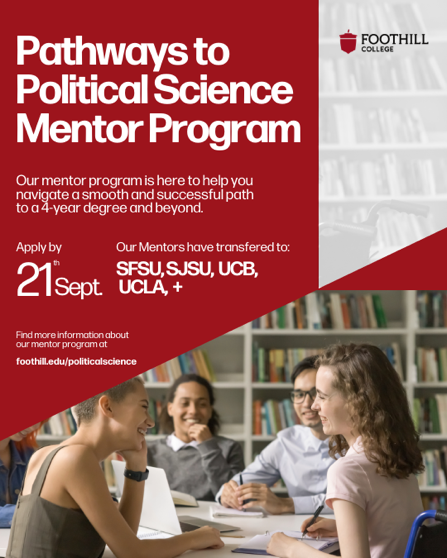 FOOTHILL
COLLEGE
Pathways to
Political Science
Mentor Program
Our mentor program is here to help you
navigate a smooth and successful path
to a 4-year degree and beyond.
Apply by
21th Sept.
Our Mentors have transfered to:
SFSU, SJSU, UCB,
UCLA, +
Find more information about
our mentor program at
foothill.edu/politicalscience